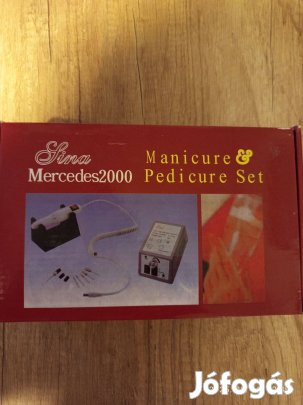 Sina
Mercedes2000
Manicure &
Pedicure Set
Jófogás